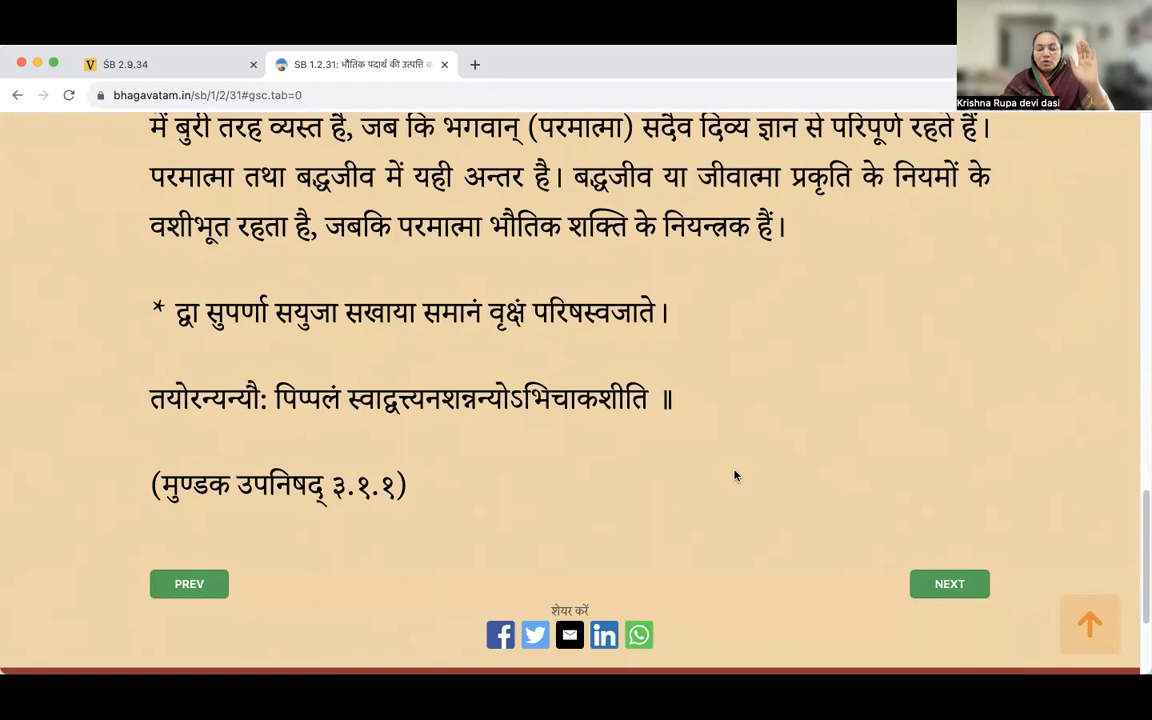 ŚB 2.9.34
SB 1.2.31: भौतिक पदार्थ की उत्पत्ति
bhagavatam.in/sb/1/2/31#gsc.tab=0
Krishna Rupa devi dasi
में बुरी तरह व्यस्त है, जब कि भगवान् (परमात्मा) सदैव दिव्य ज्ञान से परिपूर्ण रहते हैं।
परमात्मा तथा बद्धजीव में यही अन्तर है। बद्धजीव या जीवात्मा प्रकृति के नियमों के
वशीभूत रहता है, जबकि परमात्मा भौतिक शक्ति के नियन्त्रक हैं।
* द्वा सुपर्णा सयुजा सखाया समानं वृक्षं परिषस्वजाते।
तयोरन्यन्यौ: पिप्पलं स्वाद्वत्त्यनशन्नन्योऽभिचाकशीति ॥
(मुण्डक उपनिषद् ३.१.१)
PREV
NEXT
शेयर करें